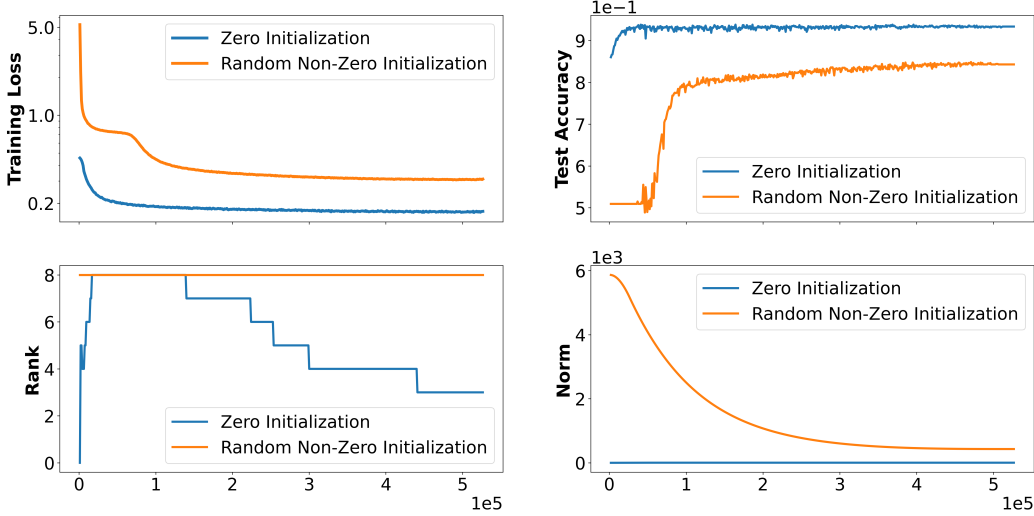 Training Loss
5.0
1.0
0.2
Zero Initialization
Random Non-Zero Initialization
1e−1
Test Accuracy
9
8
7
6
5
Zero Initialization
Random Non-Zero Initialization
Rank
8
6
4
2
0
Zero Initialization
Random Non-Zero Initialization
0 1 2 3 4 5
1e5
1e3
Norm
6
4
2
0
Zero Initialization
Random Non-Zero Initialization
0 1 2 3 4 5
1e5